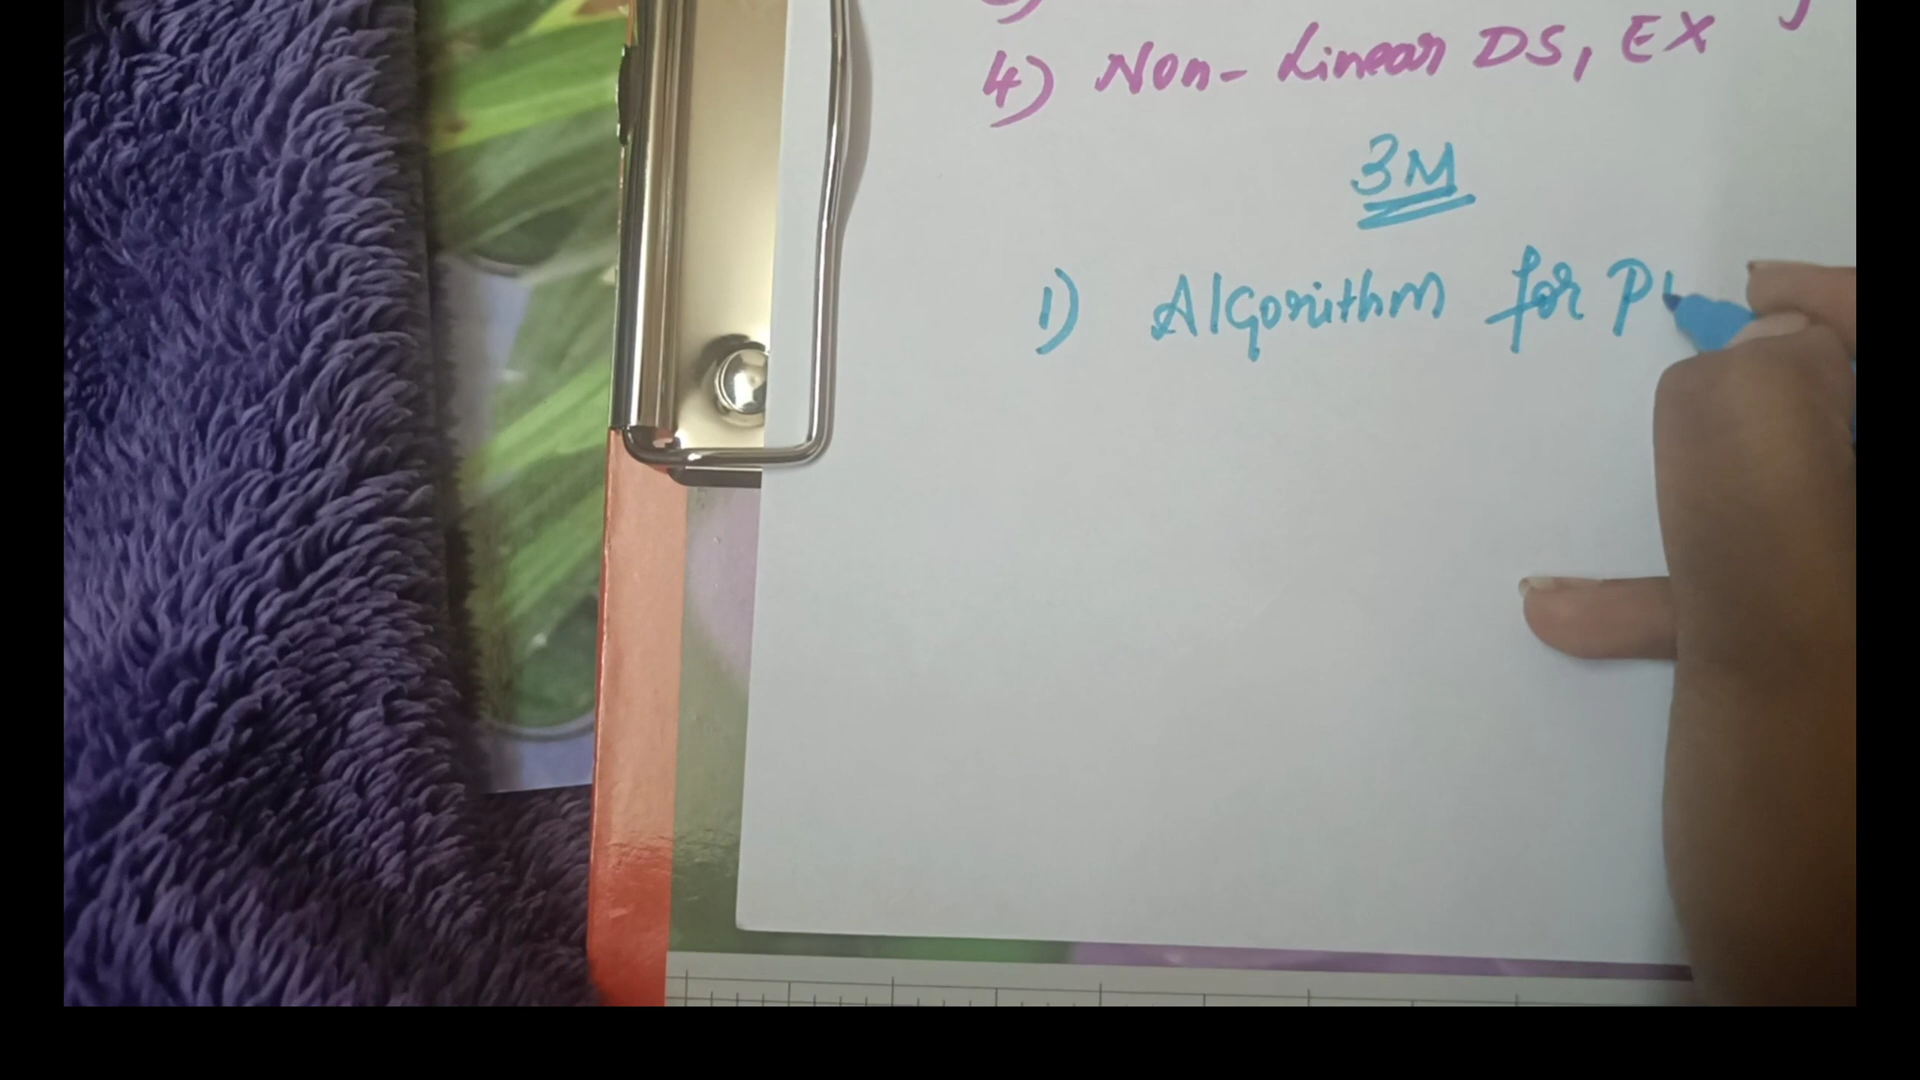 4) Non-Linear DS, EX
3M
1) Algorithm for